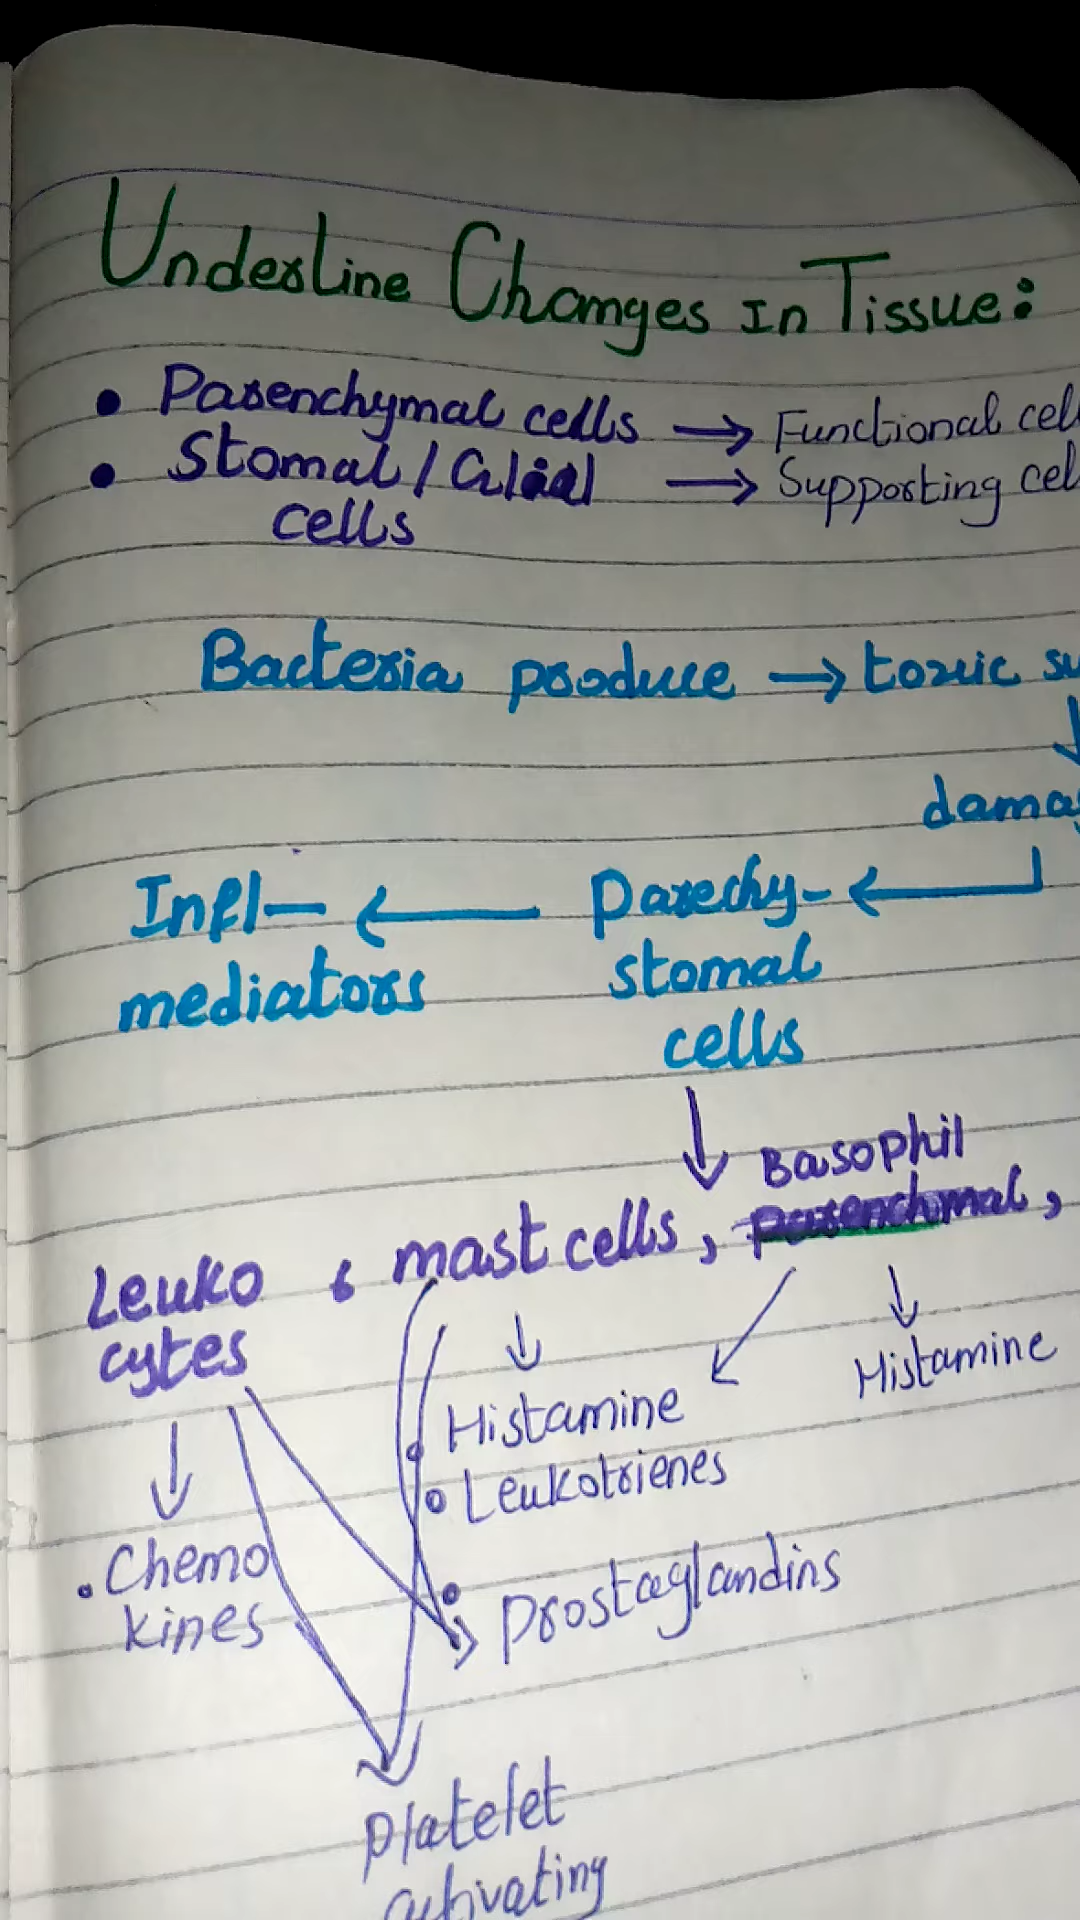 Underline Changes In Tissue:
• Parenchymal cells → Functional cel
• Stomal / Glial → Supporting cel
cells
Bacteria produce → toxic su
↓
dama
Infl— ← Parechy-
mediators stomal
cells
↓ Basophil
Leuko & mast cells, parenchmal,
cytes
↓ Histamine
Histamine
• Leukotrienes
• Chemo
kines
• Prostaglandins
Platelet
activating